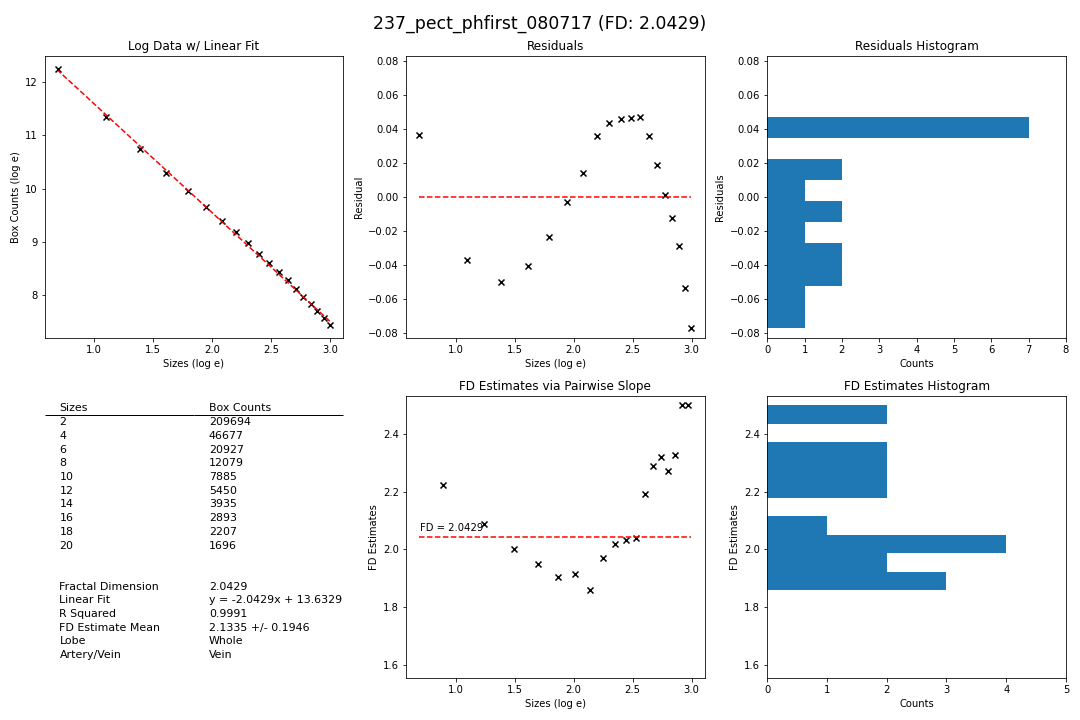 237_pect_phfirst_080717 (FD: 2.0429)
Log Data w/ Linear Fit
Box Counts (log e)
12
11
10
9
8
1.0 1.5 2.0 2.5 3.0
Sizes (log e)
Residuals
Residual
0.08
0.06
0.04
0.02
0.00
−0.02
−0.04
−0.06
−0.08
1.0 1.5 2.0 2.5 3.0
Sizes (log e)
Residuals Histogram
Residuals
0.08
0.06
0.04
0.02
0.00
−0.02
−0.04
−0.06
−0.08
0 1 2 3 4 5 6 7 8
Counts
Sizes Box Counts
2 209694
4 46677
6 20927
8 12079
10 7885
12 5450
14 3935
16 2893
18 2207
20 1696
Fractal Dimension 2.0429
Linear Fit y = -2.0429x + 13.6329
R Squared 0.9991
FD Estimate Mean 2.1335 +/- 0.1946
Lobe Whole
Artery/Vein Vein
FD Estimates via Pairwise Slope
FD Estimates
2.4
2.2
2.0
1.8
1.6
FD = 2.0429
1.0 1.5 2.0 2.5 3.0
Sizes (log e)
FD Estimates Histogram
FD Estimates
2.4
2.2
2.0
1.8
1.6
0 1 2 3 4 5
Counts